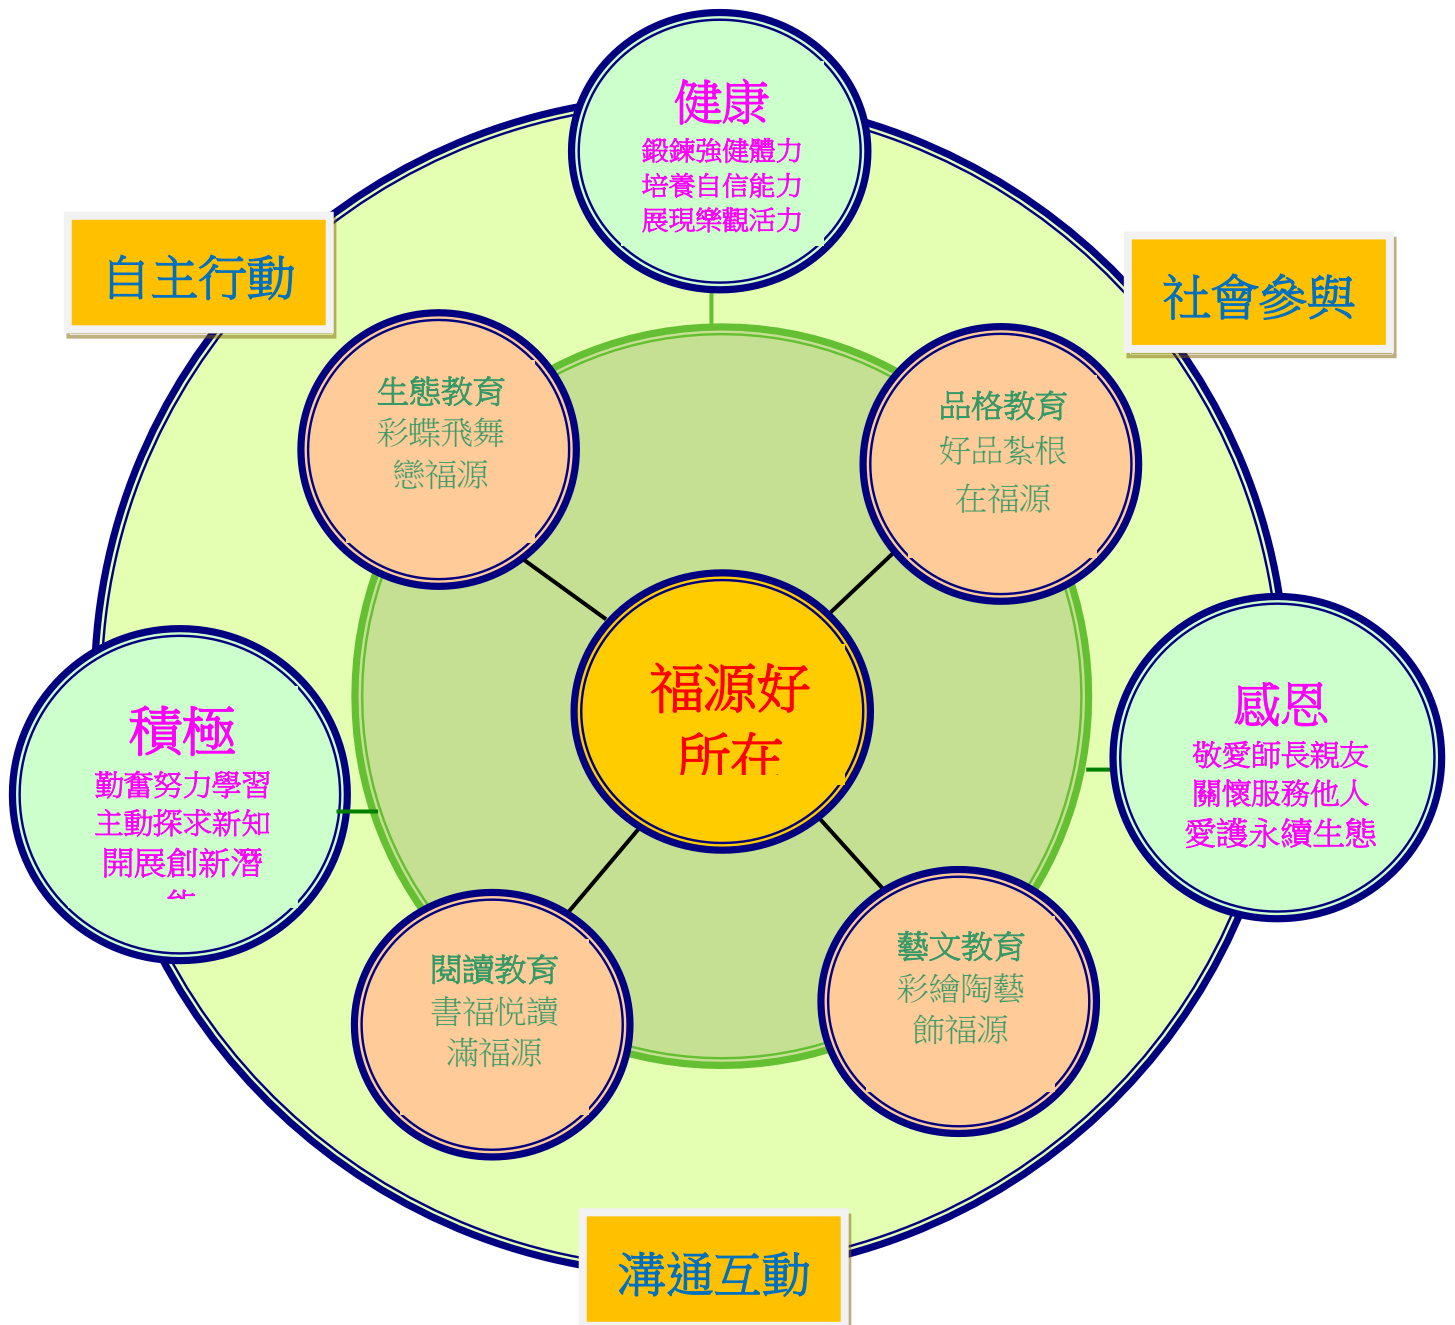 健康
鍛鍊強健體力
培養自信能力
展現樂觀活力
自主行動
社會參與
生態教育
彩蝶飛舞
戀福源
品格教育
好品紮根
在福源
福源好
所在
積極
勤奮努力學習
主動探求新知
開展創新潛
感恩
敬愛師長親友
關懷服務他人
愛護永續生態
閱讀教育
書福悅讀
滿福源
藝文教育
彩繪陶藝
飾福源
溝通互動